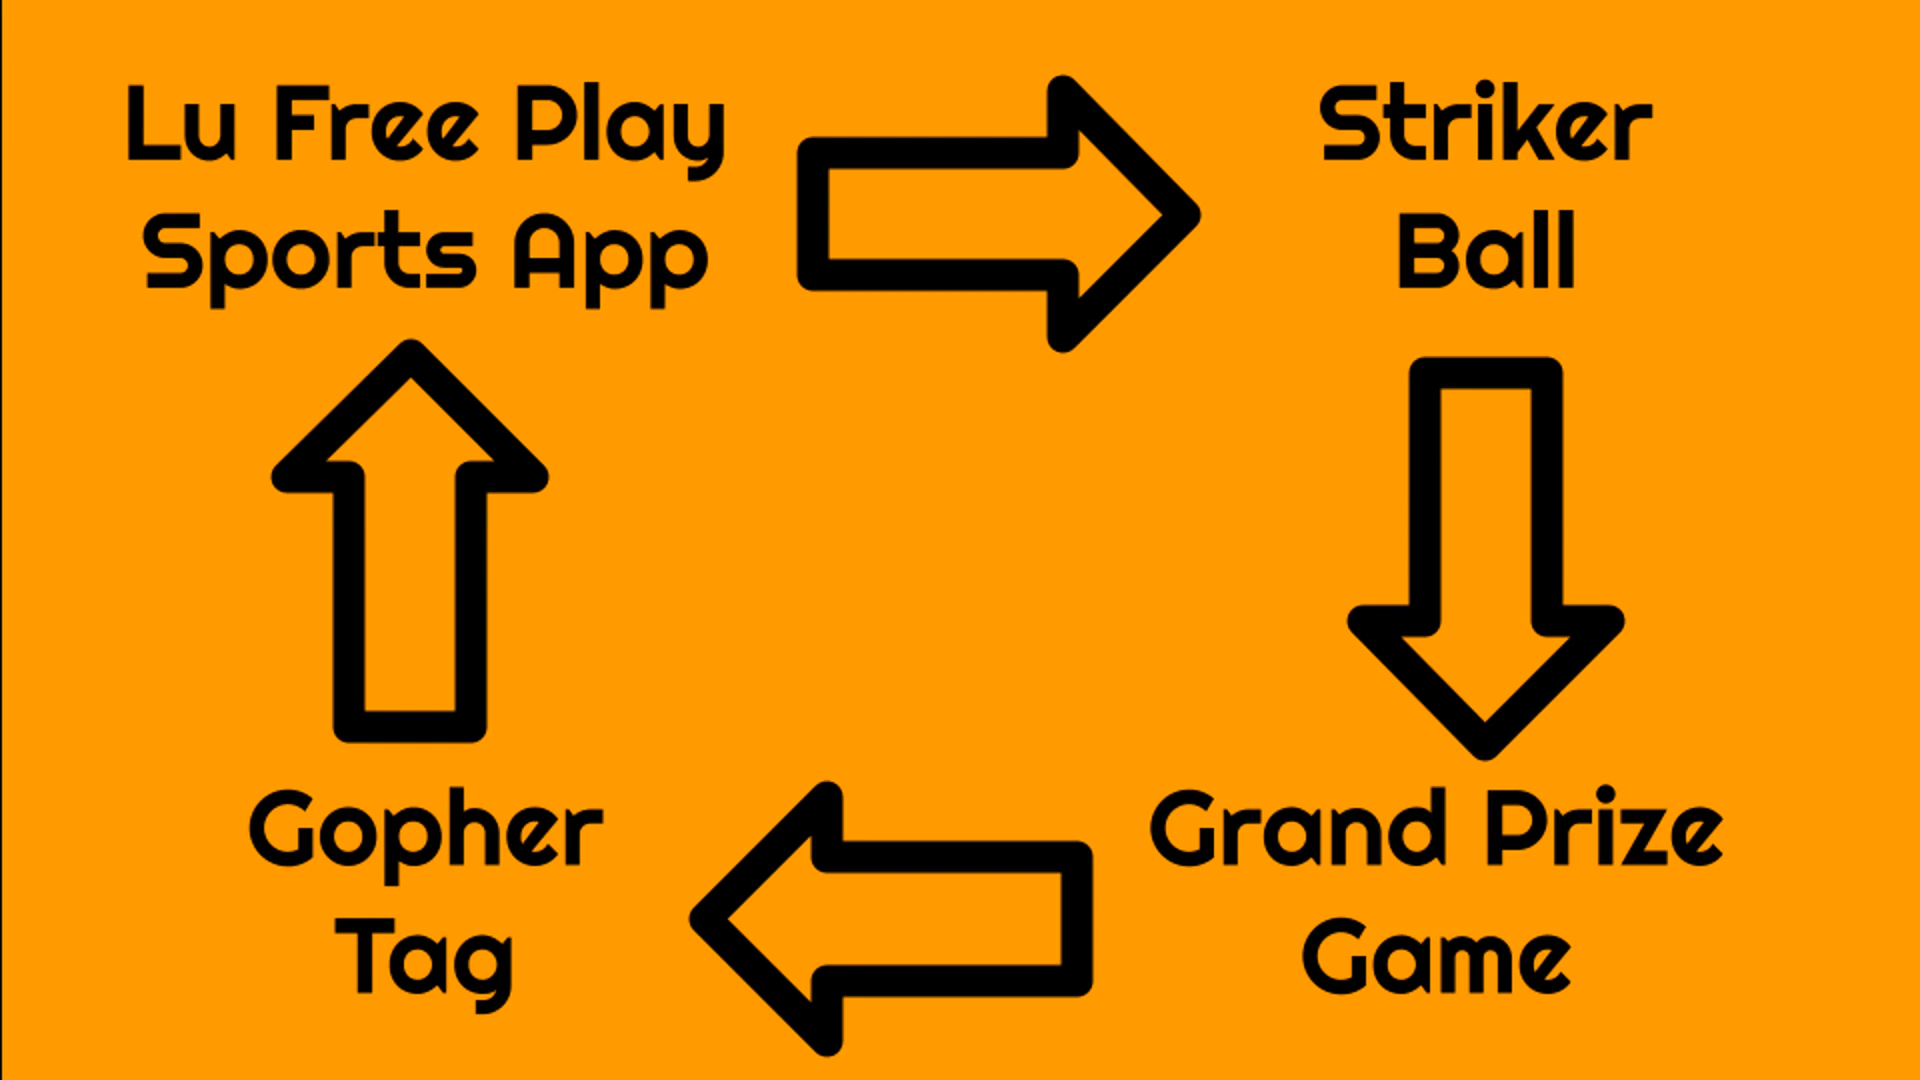 Lu Free Play
Sports App
Striker
Ball
Gopher
Tag
Grand Prize
Game